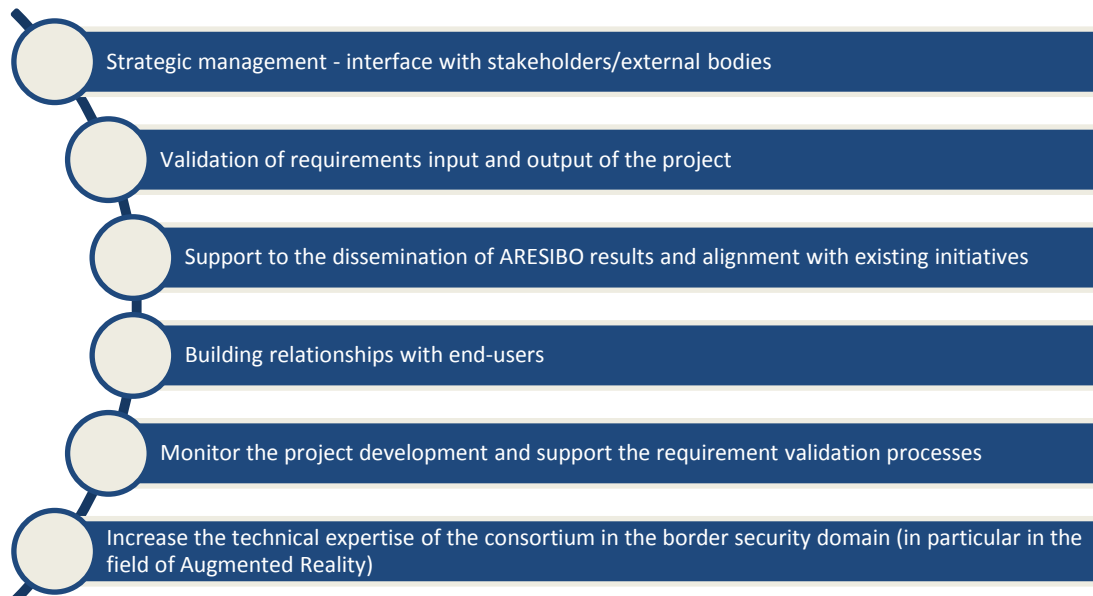 Strategic management - interface with stakeholders/external bodies
Validation of requirements input and output of the project
Support to the dissemination of ARESIBO results and alignment with existing initiatives
Building relationships with end-users
Monitor the project development and support the requirement validation processes
Increase the technical expertise of the consortium in the border security domain (in particular in the
field of Augmented Reality)